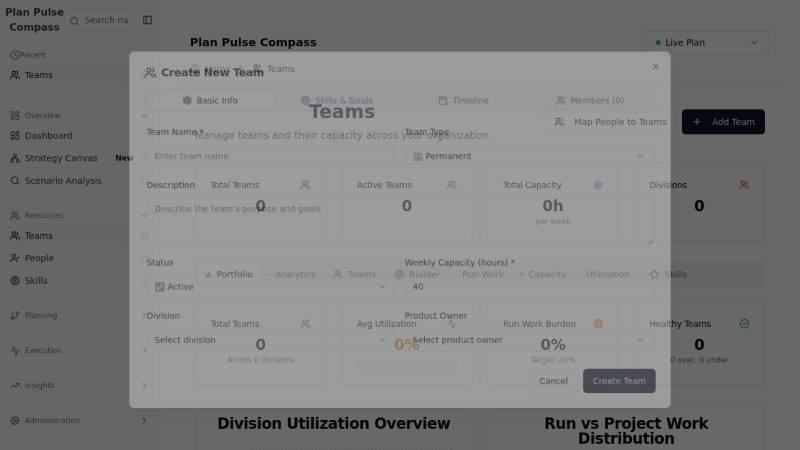 Plan Pulse
Compass
Search na
Recent
Teams
Overview
Dashboard
Strategy Canvas New
Scenario Analysis
Resources
Teams
People
Skills
Planning
Execution
Insights
Administration
Plan Pulse Compass
Live Plan
Home
Teams
Teams
Manage teams and their capacity across your organization
Map People to Teams
Add Team
Total Teams
0
Active Teams
0
Total Capacity
0h
per week
Divisions
0
Portfolio
Analytics
Teams
Builder
Run Work
Capacity
Utilization
Skills
Total Teams
0
Across 0 divisions
Avg Utilization
0%
Run Work Burden
0%
Target: 40%
Healthy Teams
0
0 over, 0 under
Division Utilization Overview
Run vs Project Work
Distribution
Create New Team
Basic Info
Skills & Goals
Timeline
Members (0)
Team Name *
Enter team name
Team Type
Permanent
Description
Describe the team's purpose and goals
Status
Active
Weekly Capacity (hours) *
40
Division
Select division
Product Owner
Select product owner
Cancel
Create Team